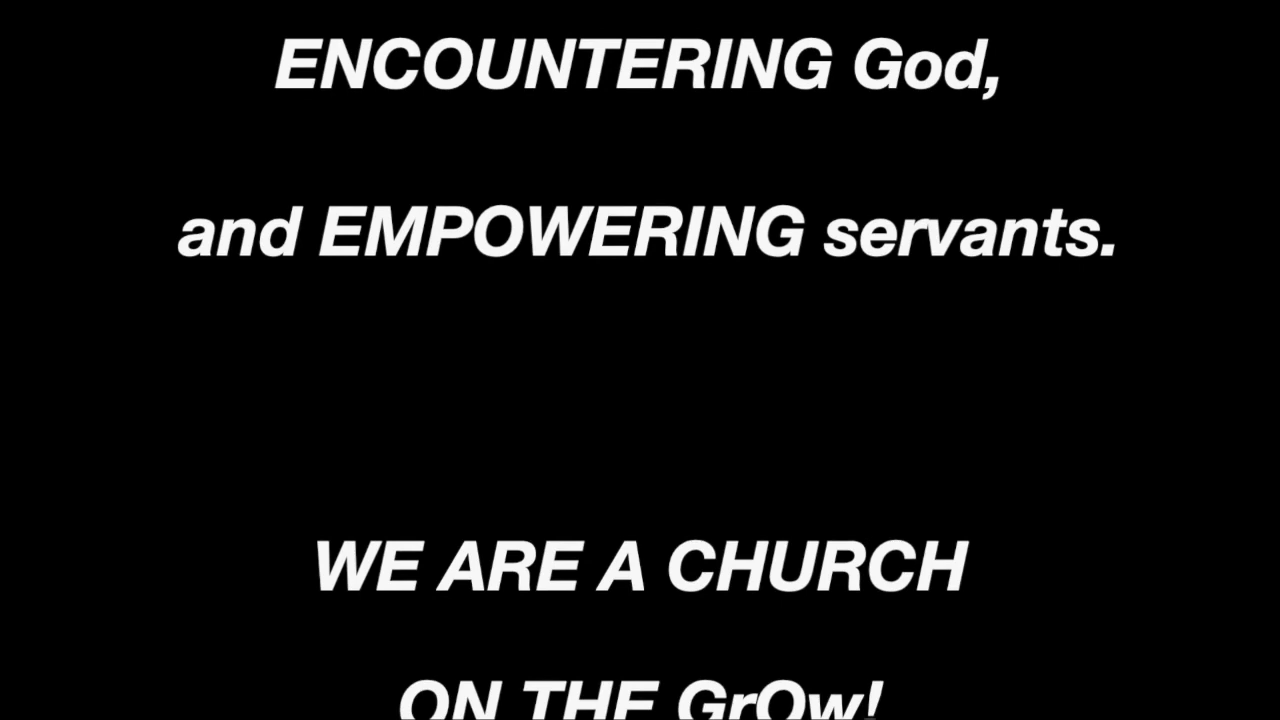 ENCOUNTERING God,
and EMPOWERING servants.
WE ARE A CHURCH
ON THE GrOw!